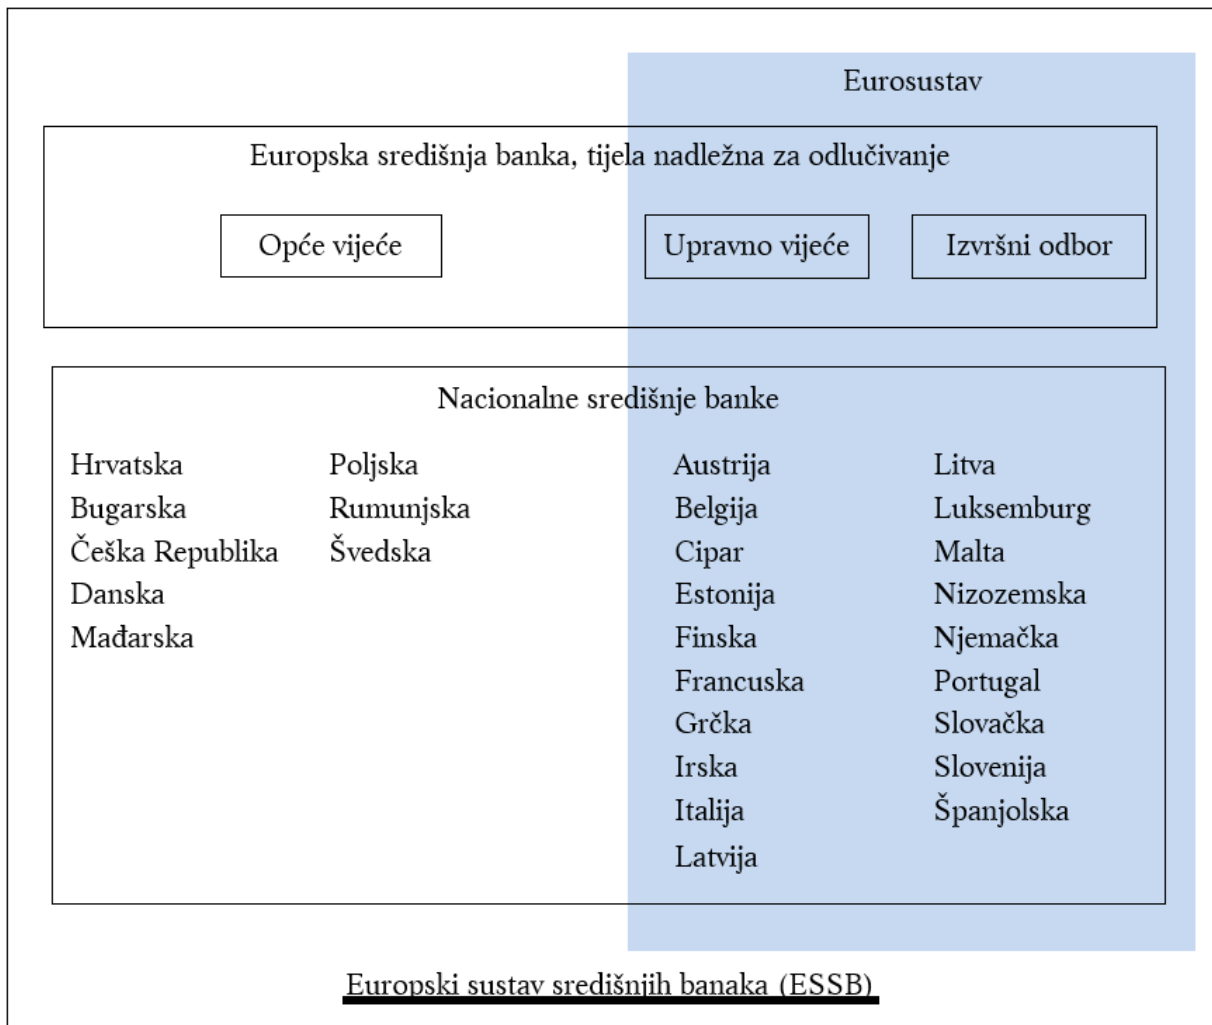 Eurosustav
Europska središnja banka, tijela nadležna za odlučivanje
Opće vijeće
Upravno vijeće
Izvršni odbor
Nacionalne središnje banke
Hrvatska
Bugarska
Češka Republika
Danska
Mađarska
Poljska
Rumunjska
Švedska
Austrija
Belgija
Cipar
Estonija
Finska
Francuska
Grčka
Irska
Italija
Latvija
Litva
Luksemburg
Malta
Nizozemska
Njemačka
Portugal
Slovačka
Slovenija
Španjolska
Europski sustav središnjih banaka (ESSB)